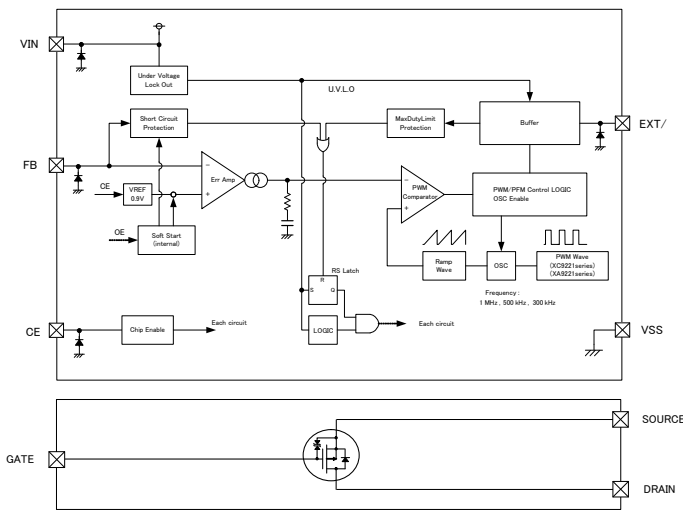 VIN
Under Voltage
Lock Out
U.V.L.O
Short Circuit
Protection
MaxDutyLimit
Protection
Buffer
EXT/
FB
−
Err Amp
+
−
PWM
Comparator
+
PWM/PFM Control LOGIC
OSC Enable
CE
VREF
0.9V
OE
Soft Start
(internal)
Ramp
Wave
OSC
PWM Wave
(XC9221series)
(XA9221series)
RS Latch
R
S
Q
Frequency :
1 MHz , 500 kHz , 300 kHz
CE
Chip Enable
Each circuit
LOGIC
Each circuit
VSS
SOURCE
GATE
DRAIN